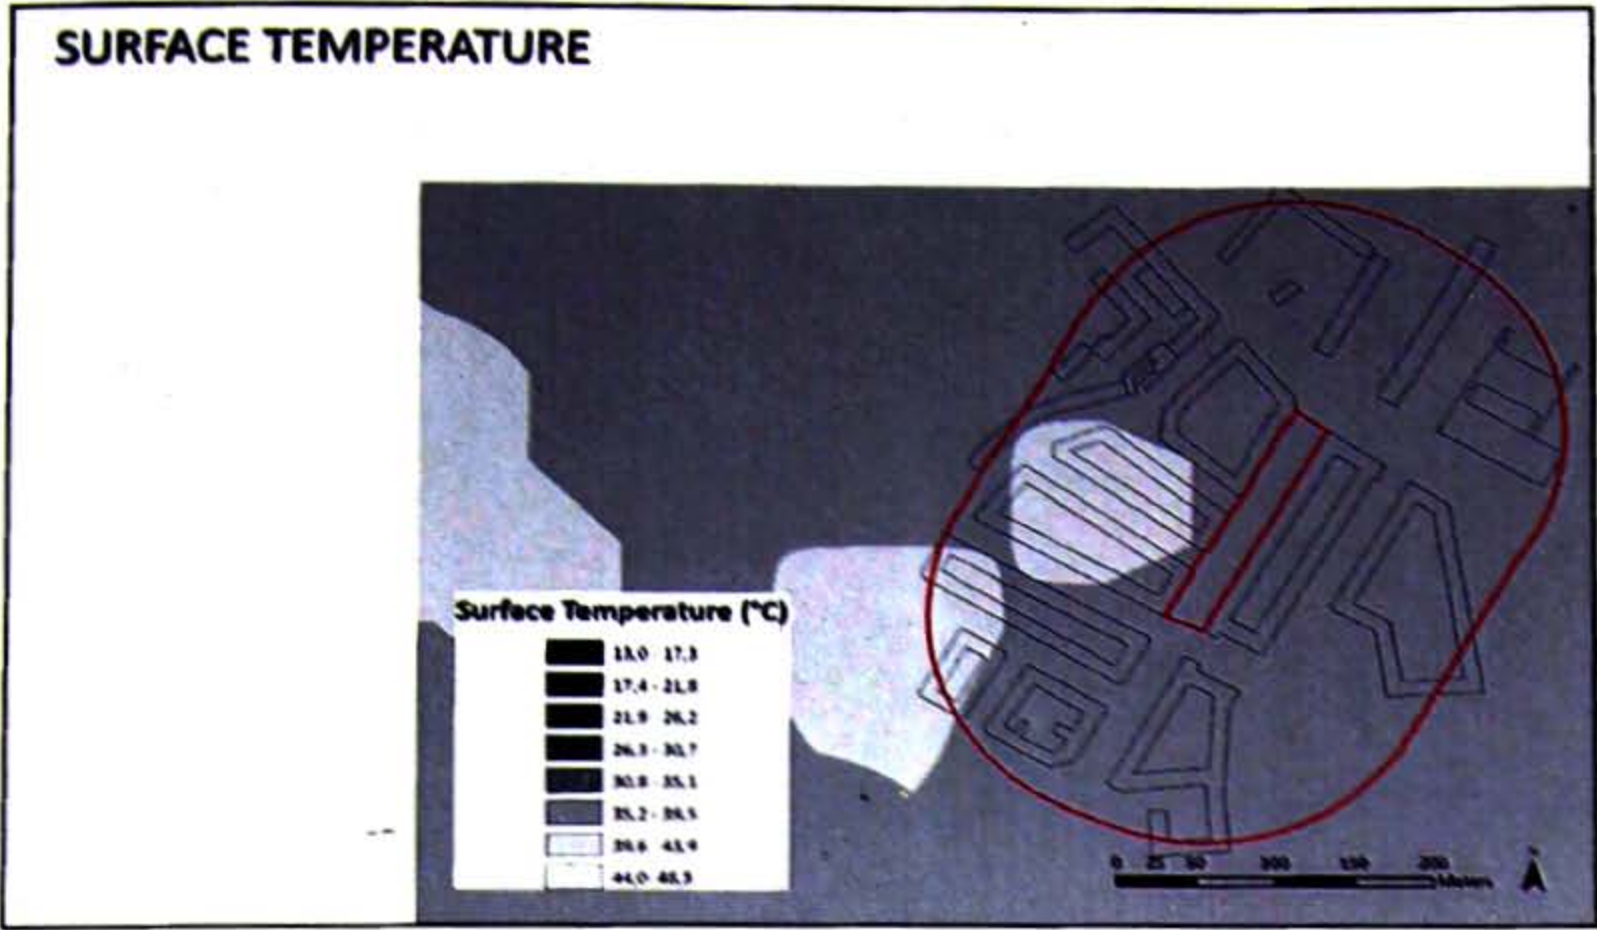 SURFACE TEMPERATURE
Surface Temperature (°C)
13,0 - 17,3
17,4 - 21,8
21,9 - 26,2
26,3 - 30,7
30,8 - 35,1
35,2 - 39,5
39,6 - 43,9
44,0 - 48,3
0 25 50 100 150 200
Meters